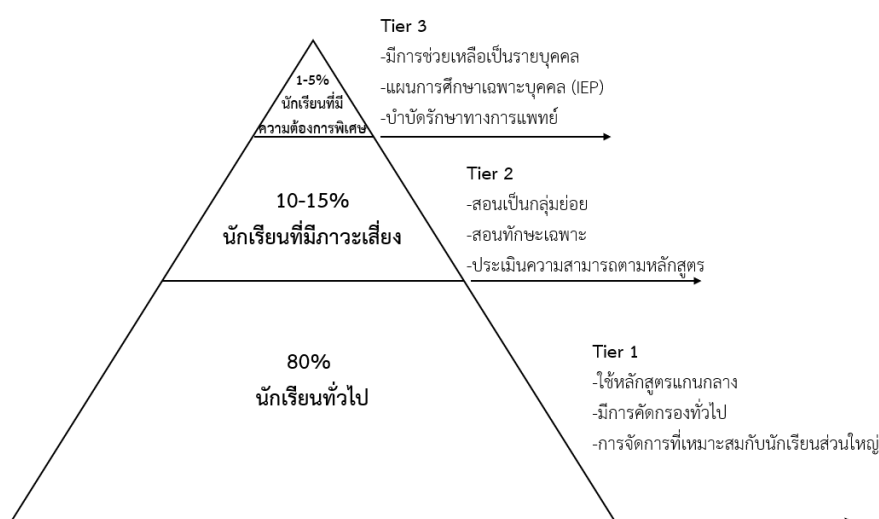 Tier 3
-มีการช่วยเหลือเป็นรายบุคคล
-แผนการศึกษาเฉพาะบุคคล (IEP)
-บำบัดรักษาทางการแพทย์
1-5%
นักเรียนที่มี
ความต้องการพิเศษ
Tier 2
-สอนเป็นกลุ่มย่อย
-สอนทักษะเฉพาะ
-ประเมินความสามารถตามหลักสูตร
10-15%
นักเรียนที่มีภาวะเสี่ยง
Tier 1
-ใช้หลักสูตรแกนกลาง
-มีการคัดกรองทั่วไป
-การจัดการที่เหมาะสมกับนักเรียนส่วนใหญ่
80%
นักเรียนทั่วไป